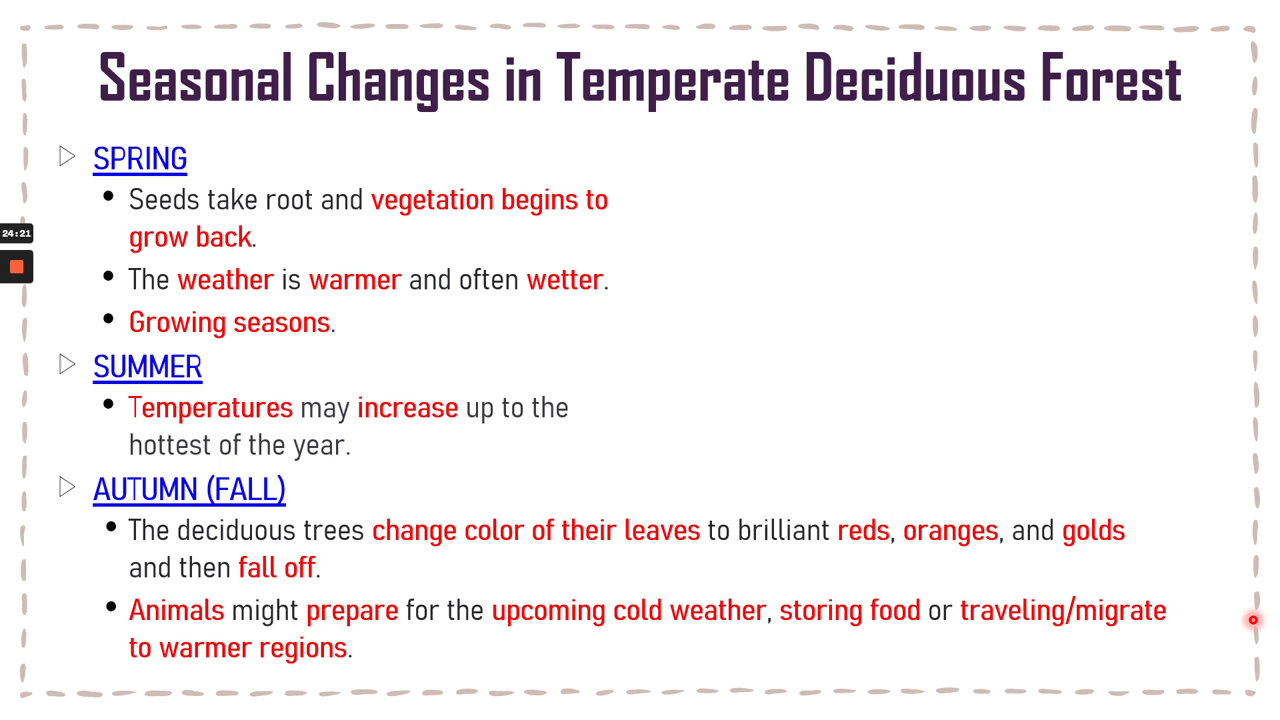 Seasonal Changes in Temperate Deciduous Forest
SPRING
Seeds take root and vegetation begins to
grow back.
The weather is warmer and often wetter.
Growing seasons.
24:21
SUMMER
Temperatures may increase up to the
hottest of the year.
AUTUMN (FALL)
The deciduous trees change color of their leaves to brilliant reds, oranges, and golds
and then fall off.
Animals might prepare for the upcoming cold weather, storing food or traveling/migrate
to warmer regions.